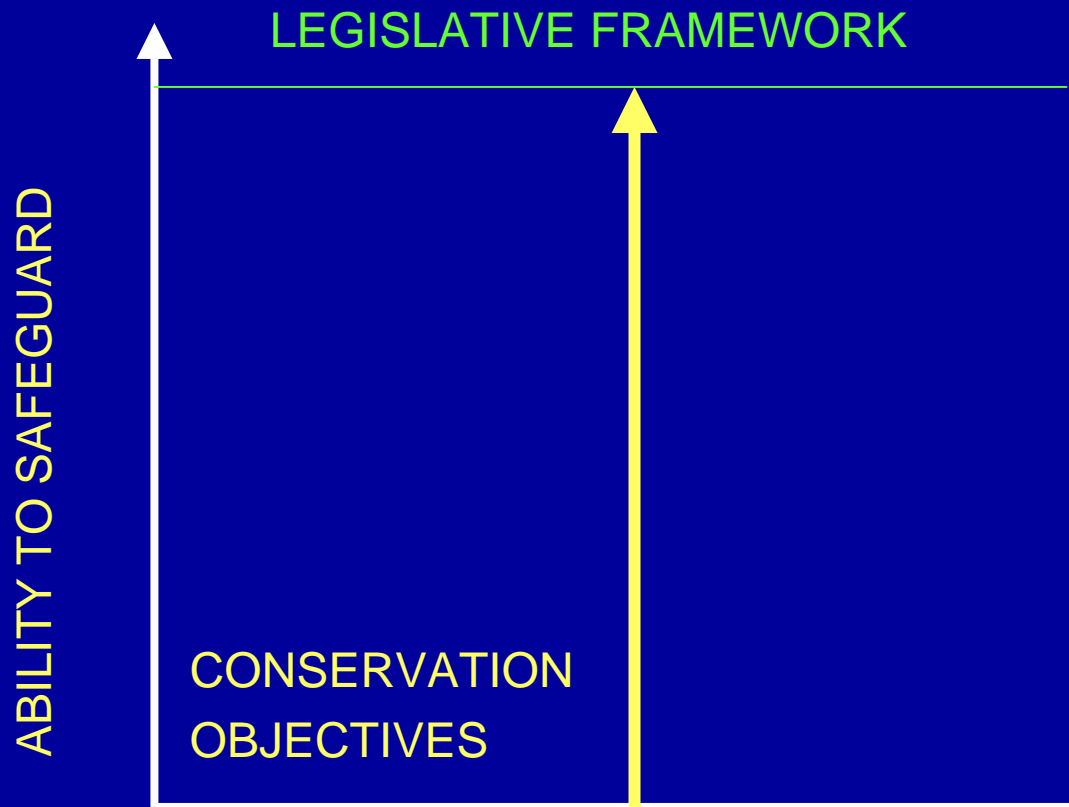 LEGISLATIVE FRAMEWORK
ABILITY TO SAFEGUARD
CONSERVATION
OBJECTIVES